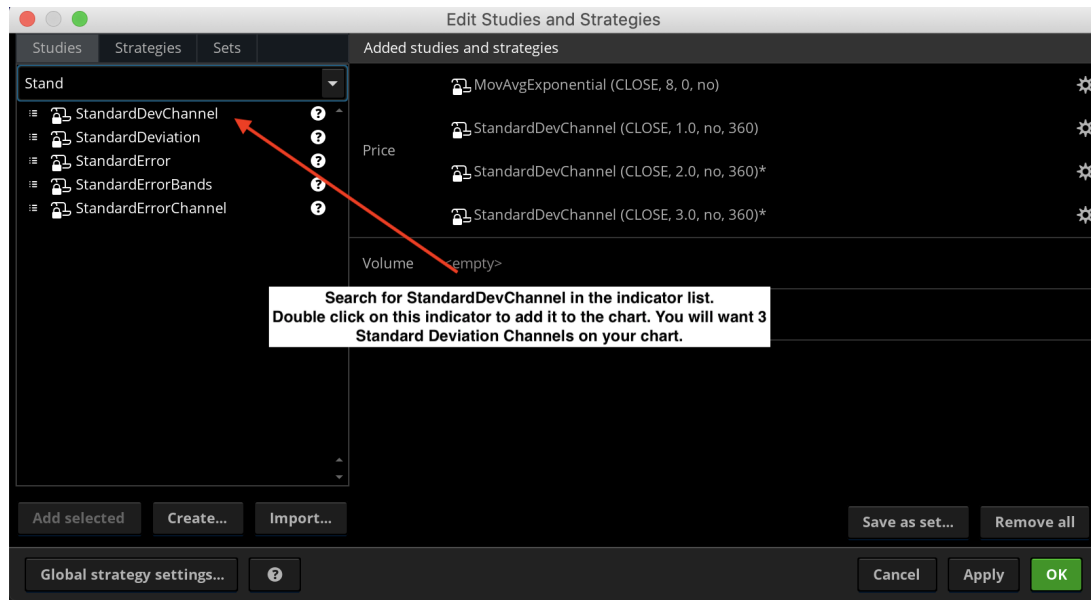 Edit Studies and Strategies
Studies Strategies Sets
Added studies and strategies
Stand
StandardDevChannel
StandardDeviation
StandardError
StandardErrorBands
StandardErrorChannel
Price
MovAvgExponential (CLOSE, 8, 0, no)
StandardDevChannel (CLOSE, 1.0, no, 360)
StandardDevChannel (CLOSE, 2.0, no, 360)*
StandardDevChannel (CLOSE, 3.0, no, 360)*
Volume <empty>
Search for StandardDevChannel in the indicator list.
Double click on this indicator to add it to the chart. You will want 3
Standard Deviation Channels on your chart.
Add selected Create... Import...
Save as set... Remove all
Global strategy settings... ?
Cancel Apply OK